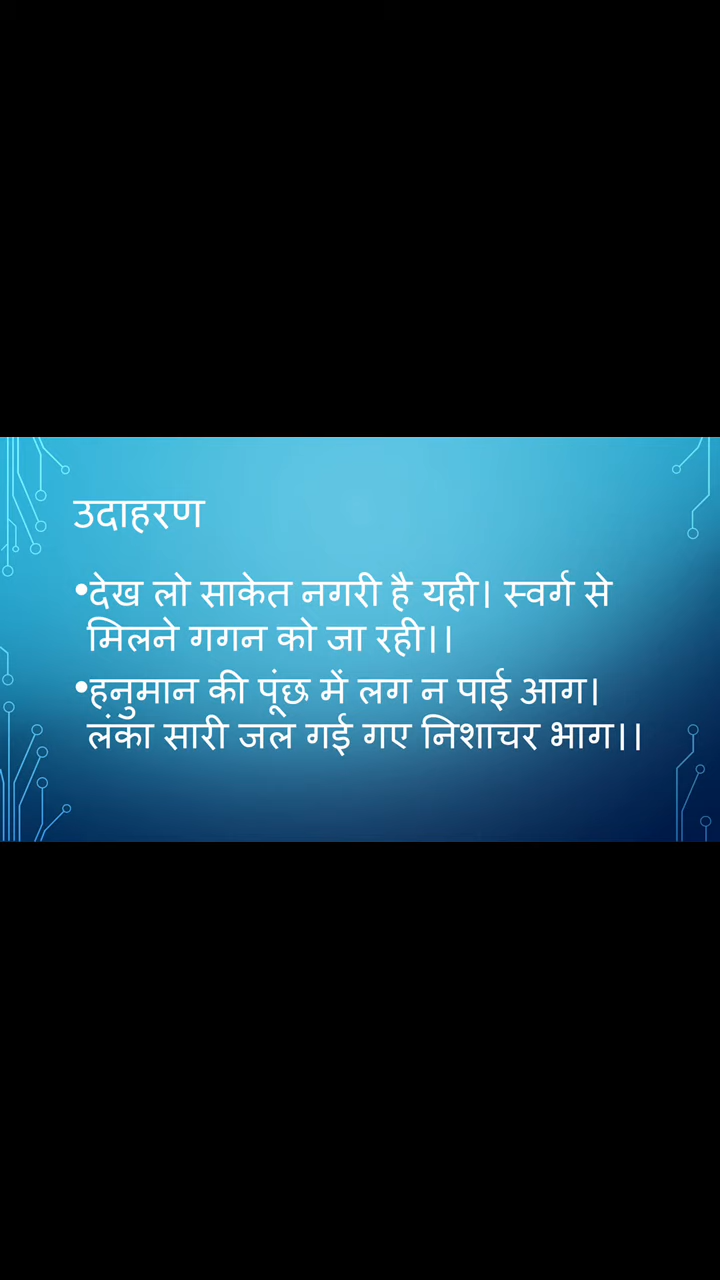 उदाहरण
•देख लो साकेत नगरी है यही। स्वर्ग से
मिलने गगन को जा रही।।
•हनुमान की पूंछ में लग न पाई आग।
लंका सारी जल गई गए निशाचर भाग।।